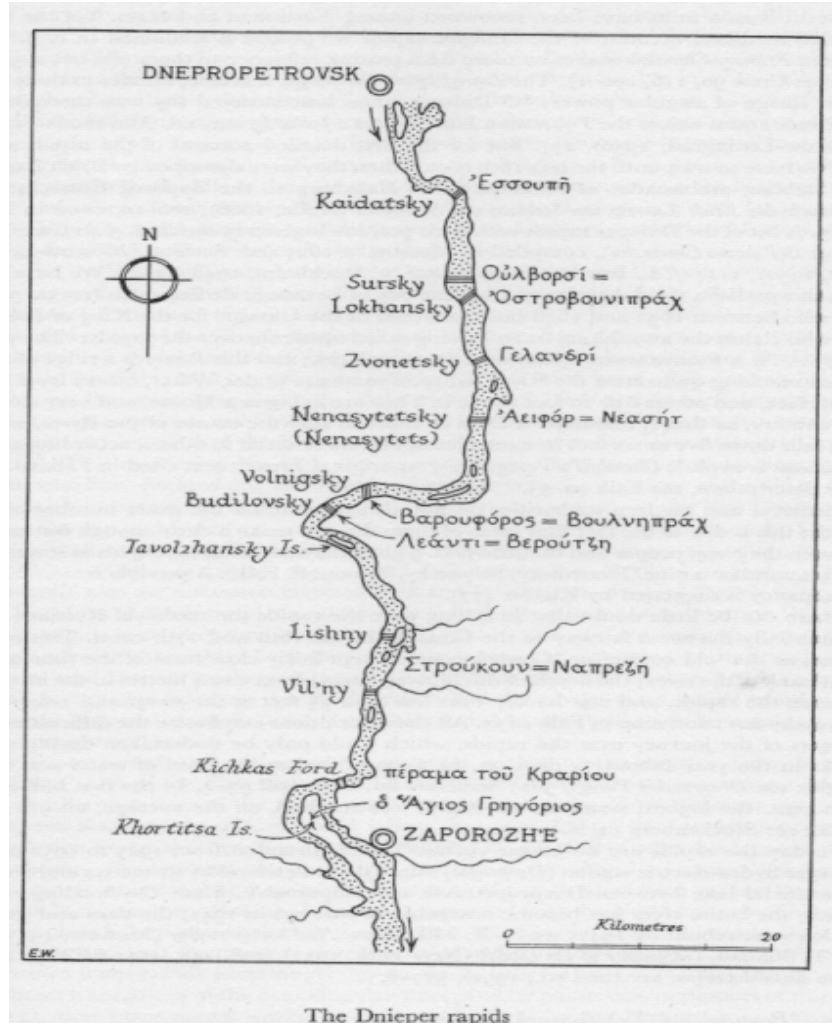 DNEPROPETROVSK
Kaidatsky
Ἐσσουπῆ
N
Sursky
Lokhansky
Οὐλβορσί =
Ὀστροβουνιπράχ
Zvonetsky
Γελανδρί
Nenasytetsky
(Nenasytets)
Ἀειφόρ = Νεασήτ
Volnigsky
Budilovsky
Βαρουφόρος = Βουλνηπράχ
Λεάντι = Βερούτζη
Tavolzhansky Is.
Lishny
Στρούκουν = Ναπρεζή
Vil'ny
Kichkas Ford
πέραμα τοῦ Κραρίου
ὁ Ἅγιος Γρηγόριος
Khortitsa Is.
ZAPOROZH'E
Kilometres
0 20
E.W.
The Dnieper rapids